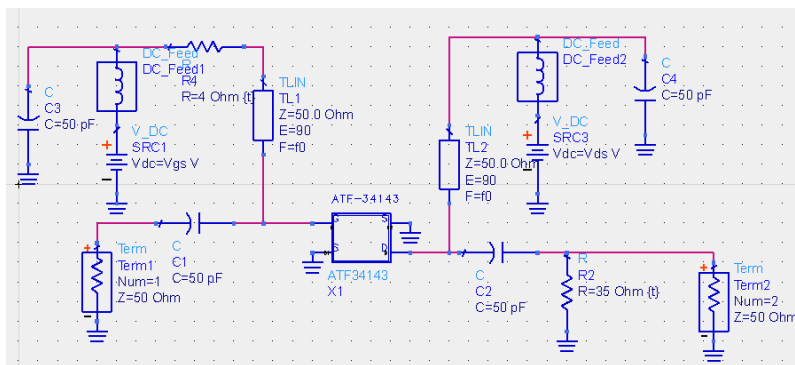 DC_Feed
DC_Feed1
R
R4
R=4 Ohm {t}
C
C3
C=50 pF
V_DC
SRC1
Vdc=Vgs V
TLIN
TL1
Z=50.0 Ohm
E=90
F=f0
DC_Feed
DC_Feed2
C
C4
C=50 pF
TLIN
TL2
Z=50.0 Ohm
E=90
F=f0
V_DC
SRC3
Vdc=Vds V
ATF-34143
G
S
S
D
ATF34143
X1
Term
Term1
Num=1
Z=50 Ohm
C
C1
C=50 pF
C
C2
C=50 pF
R
R2
R=35 Ohm {t}
Term
Term2
Num=2
Z=50 Ohm